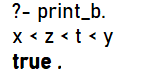 ?- print_b.
x < z < t < y
true .